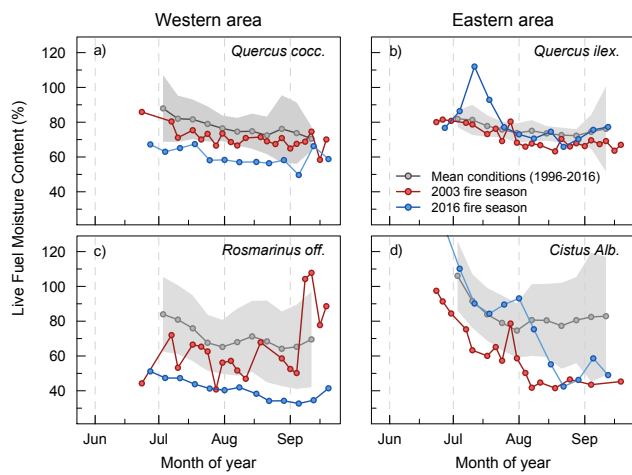 Western area
Eastern area
a)
Quercus cocc.
b)
Quercus ilex.
120
100
80
60
40
Mean conditions (1996-2016)
2003 fire season
2016 fire season
Live Fuel Moisture Content (%)
c)
Rosmarinus off.
d)
Cistus Alb.
120
100
80
60
40
Jun
Jul
Aug
Sep
Jun
Jul
Aug
Sep
Month of year
Month of year